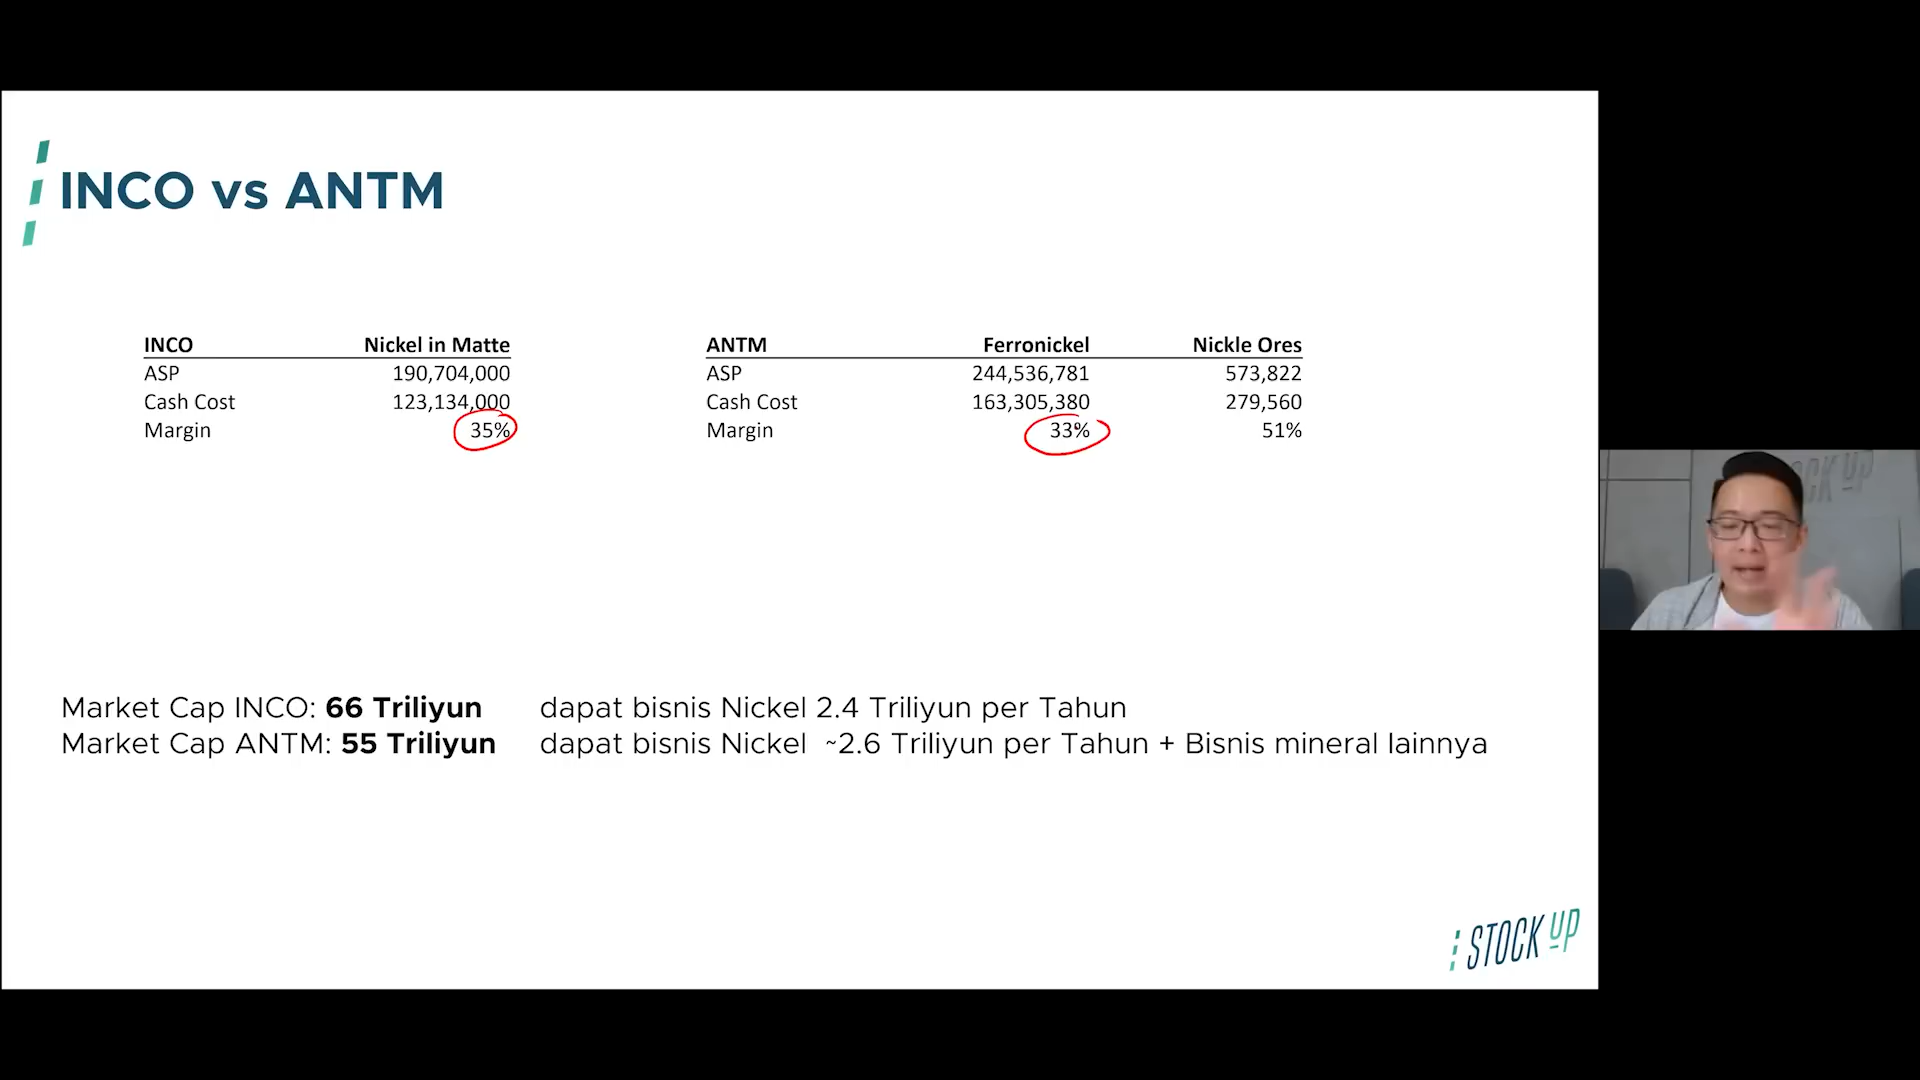 INCO vs ANTM
INCO Nickel in Matte
ASP 190,704,000
Cash Cost 123,134,000
Margin 35%
ANTM Ferronickel Nickle Ores
ASP 244,536,781 573,822
Cash Cost 163,305,380 279,560
Margin 33% 51%
Market Cap INCO: 66 Triliyun dapat bisnis Nickel 2.4 Triliyun per Tahun
Market Cap ANTM: 55 Triliyun dapat bisnis Nickel ~2.6 Triliyun per Tahun + Bisnis mineral lainnya
STOCK UP
OCK UP